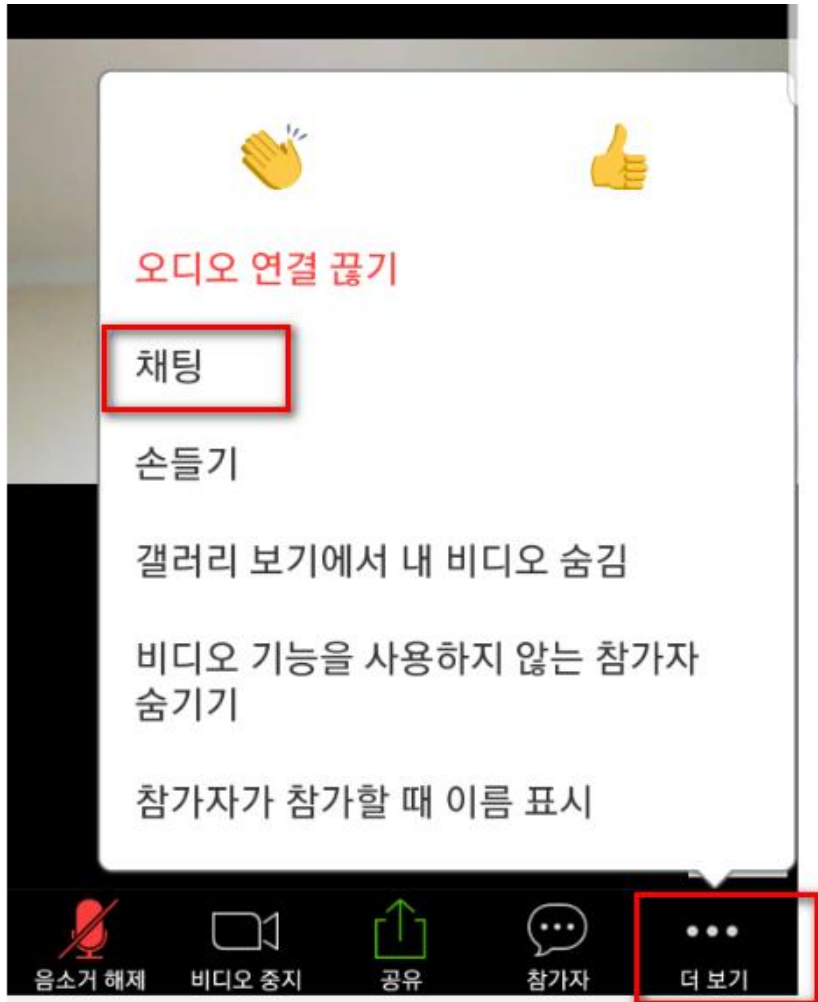 오디오 연결 끊기
채팅
손들기
갤러리 보기에서 내 비디오 숨김
비디오 기능을 사용하지 않는 참가자
숨기기
참가자가 참가할 때 이름 표시
음소거 해제 비디오 중지 공유 참가자 더 보기